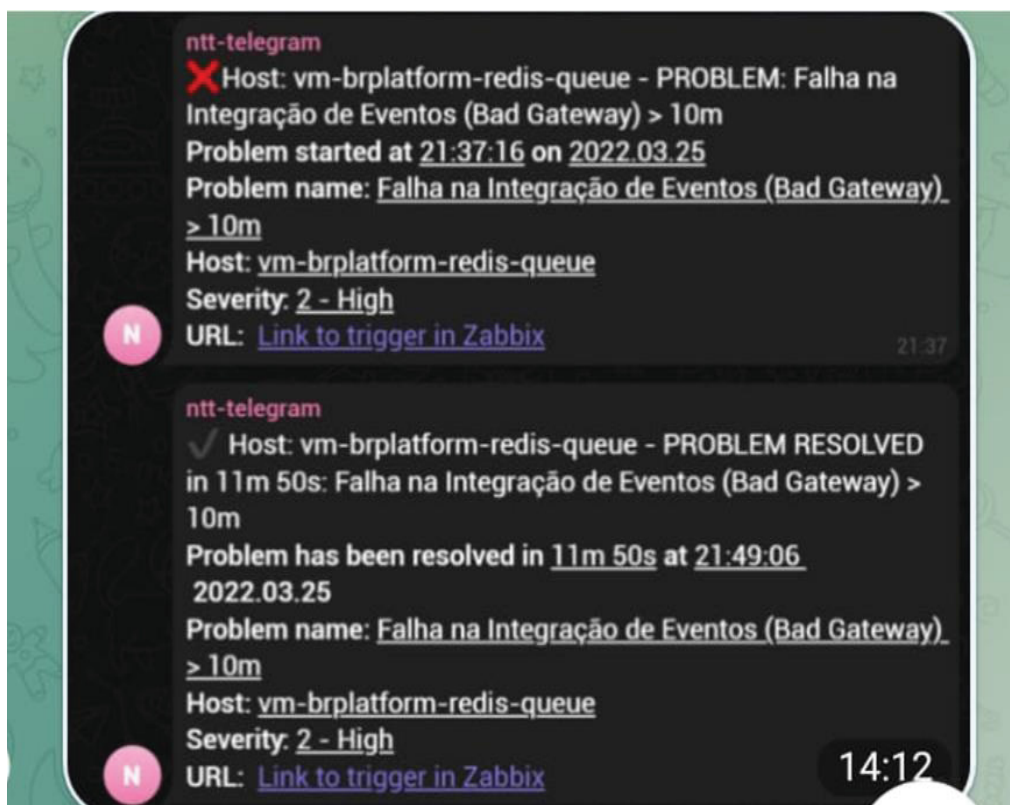 ntt-telegram
❌Host: vm-brplatform-redis-queue - PROBLEM: Falha na
Integração de Eventos (Bad Gateway) > 10m
Problem started at 21:37:16 on 2022.03.25
Problem name: Falha na Integração de Eventos (Bad Gateway)
> 10m
Host: vm-brplatform-redis-queue
Severity: 2 - High
N
URL: Link to trigger in Zabbix
21:37
ntt-telegram
✔ Host: vm-brplatform-redis-queue - PROBLEM RESOLVED
in 11m 50s: Falha na Integração de Eventos (Bad Gateway) >
10m
Problem has been resolved in 11m 50s at 21:49:06
2022.03.25
Problem name: Falha na Integração de Eventos (Bad Gateway)
> 10m
Host: vm-brplatform-redis-queue
Severity: 2 - High
N
URL: Link to trigger in Zabbix
14:12